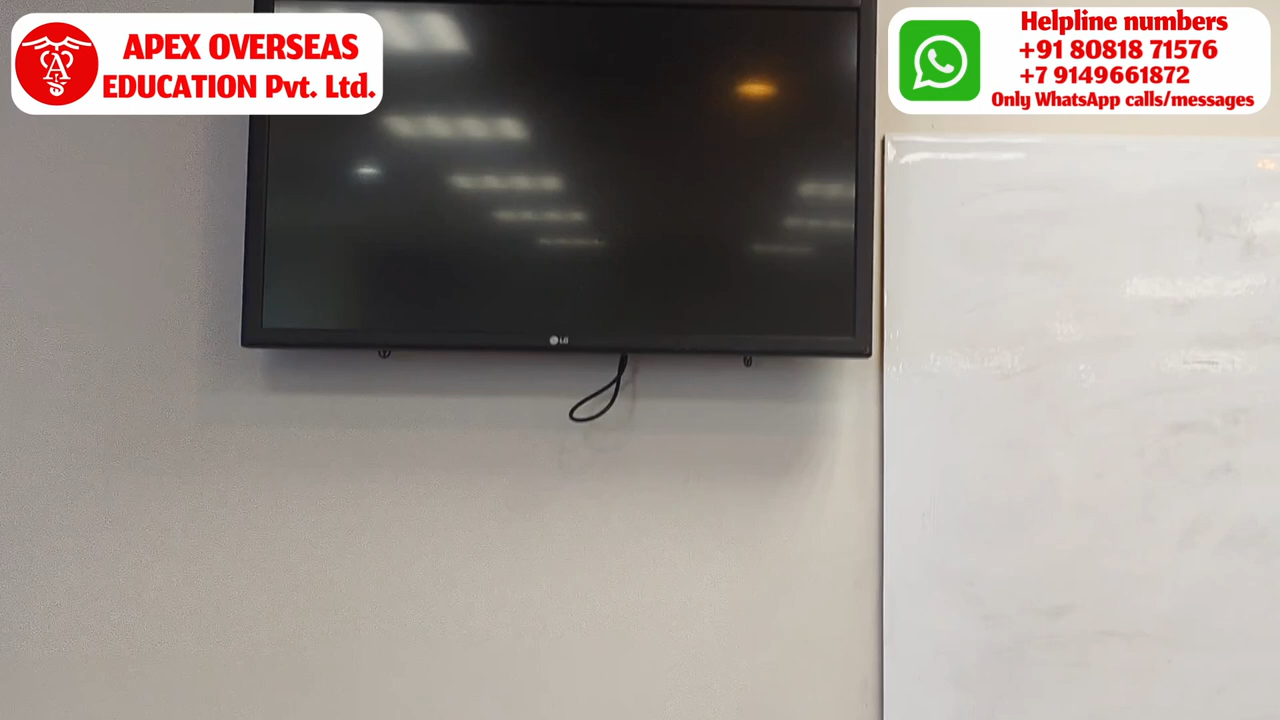 APEX OVERSEAS
EDUCATION Pvt. Ltd.
Helpline numbers
+91 80818 71576
+7 9149661872
Only WhatsApp calls/messages
LG